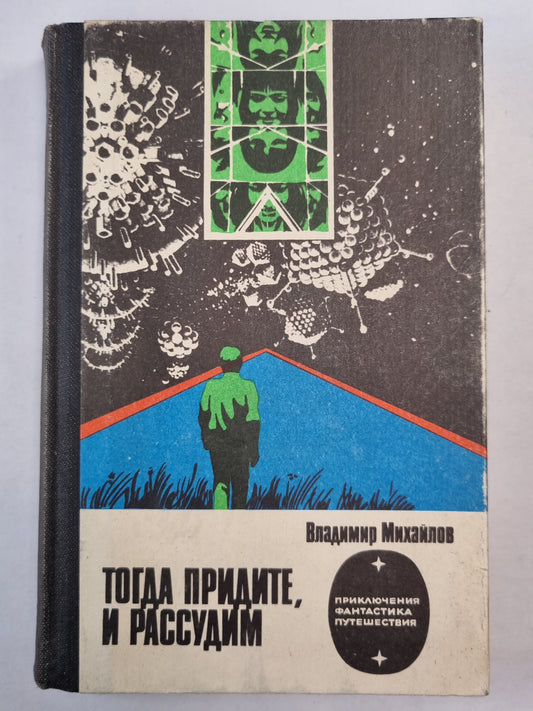 Владимир Михайлов
ТОГДА ПРИДИТЕ,
И РАССУДИМ
ПРИКЛЮЧЕНИЯ
ФАНТАСТИКА
ПУТЕШЕСТВИЯ